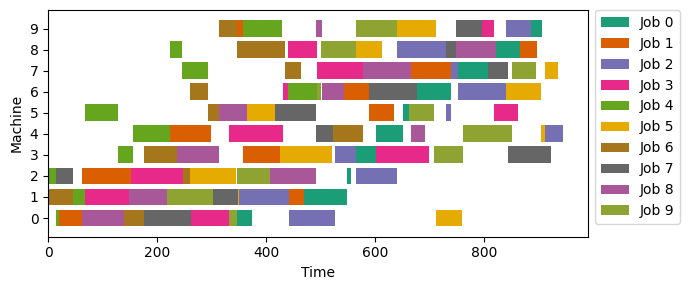 9
8
7
6
5
4
3
2
1
0
Machine
0 200 400 600 800
Time
Job 0
Job 1
Job 2
Job 3
Job 4
Job 5
Job 6
Job 7
Job 8
Job 9